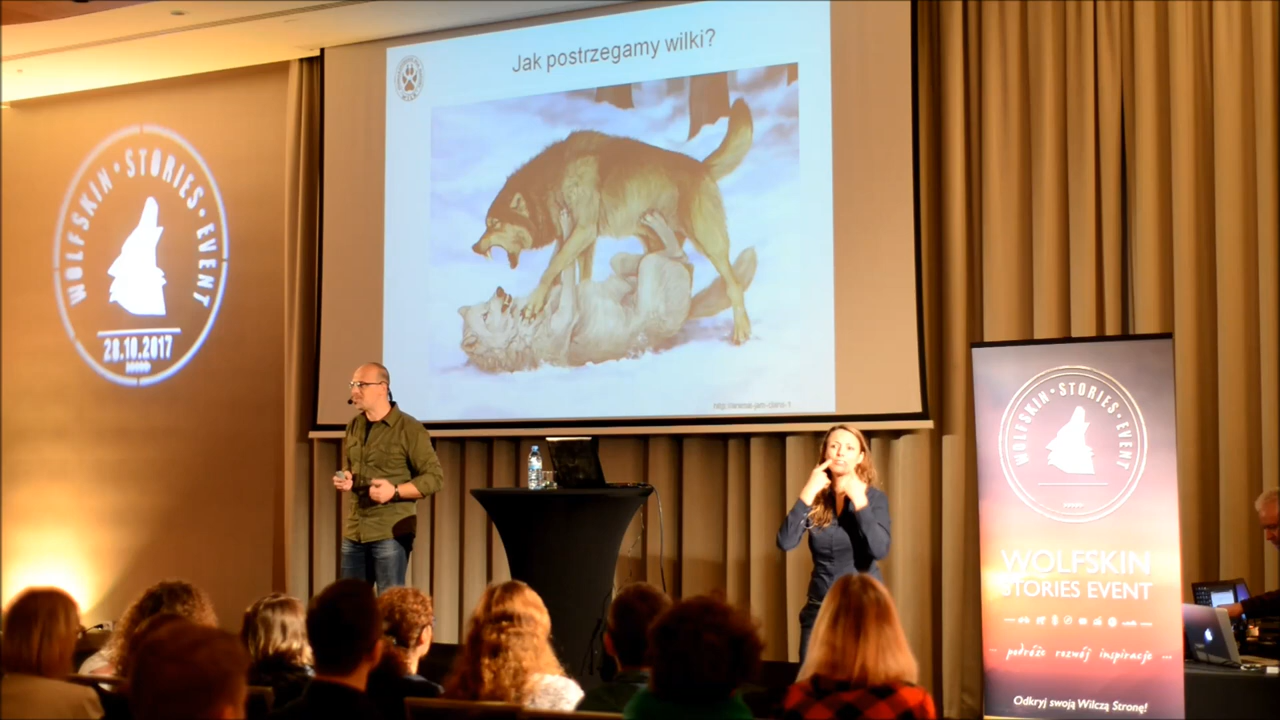 Jak postrzegamy wilki?
WOLFSKIN · STORIES · EVENT
28.10.2017
WOLFSKIN · STORIES · EVENT
WOLFSKIN
STORIES EVENT
... podróże rozwój inspiracje ...
Odkryj swoją Wilczą Stronę!